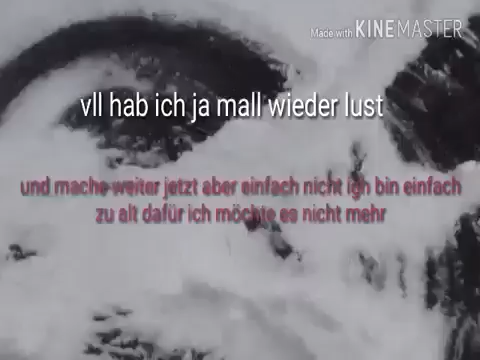 Made with KINEMASTER
vll hab ich ja mall wieder lust
und mache weiter jetzt aber einfach nicht igh bin einfach
zu alt dafür ich möchte es nicht mehr